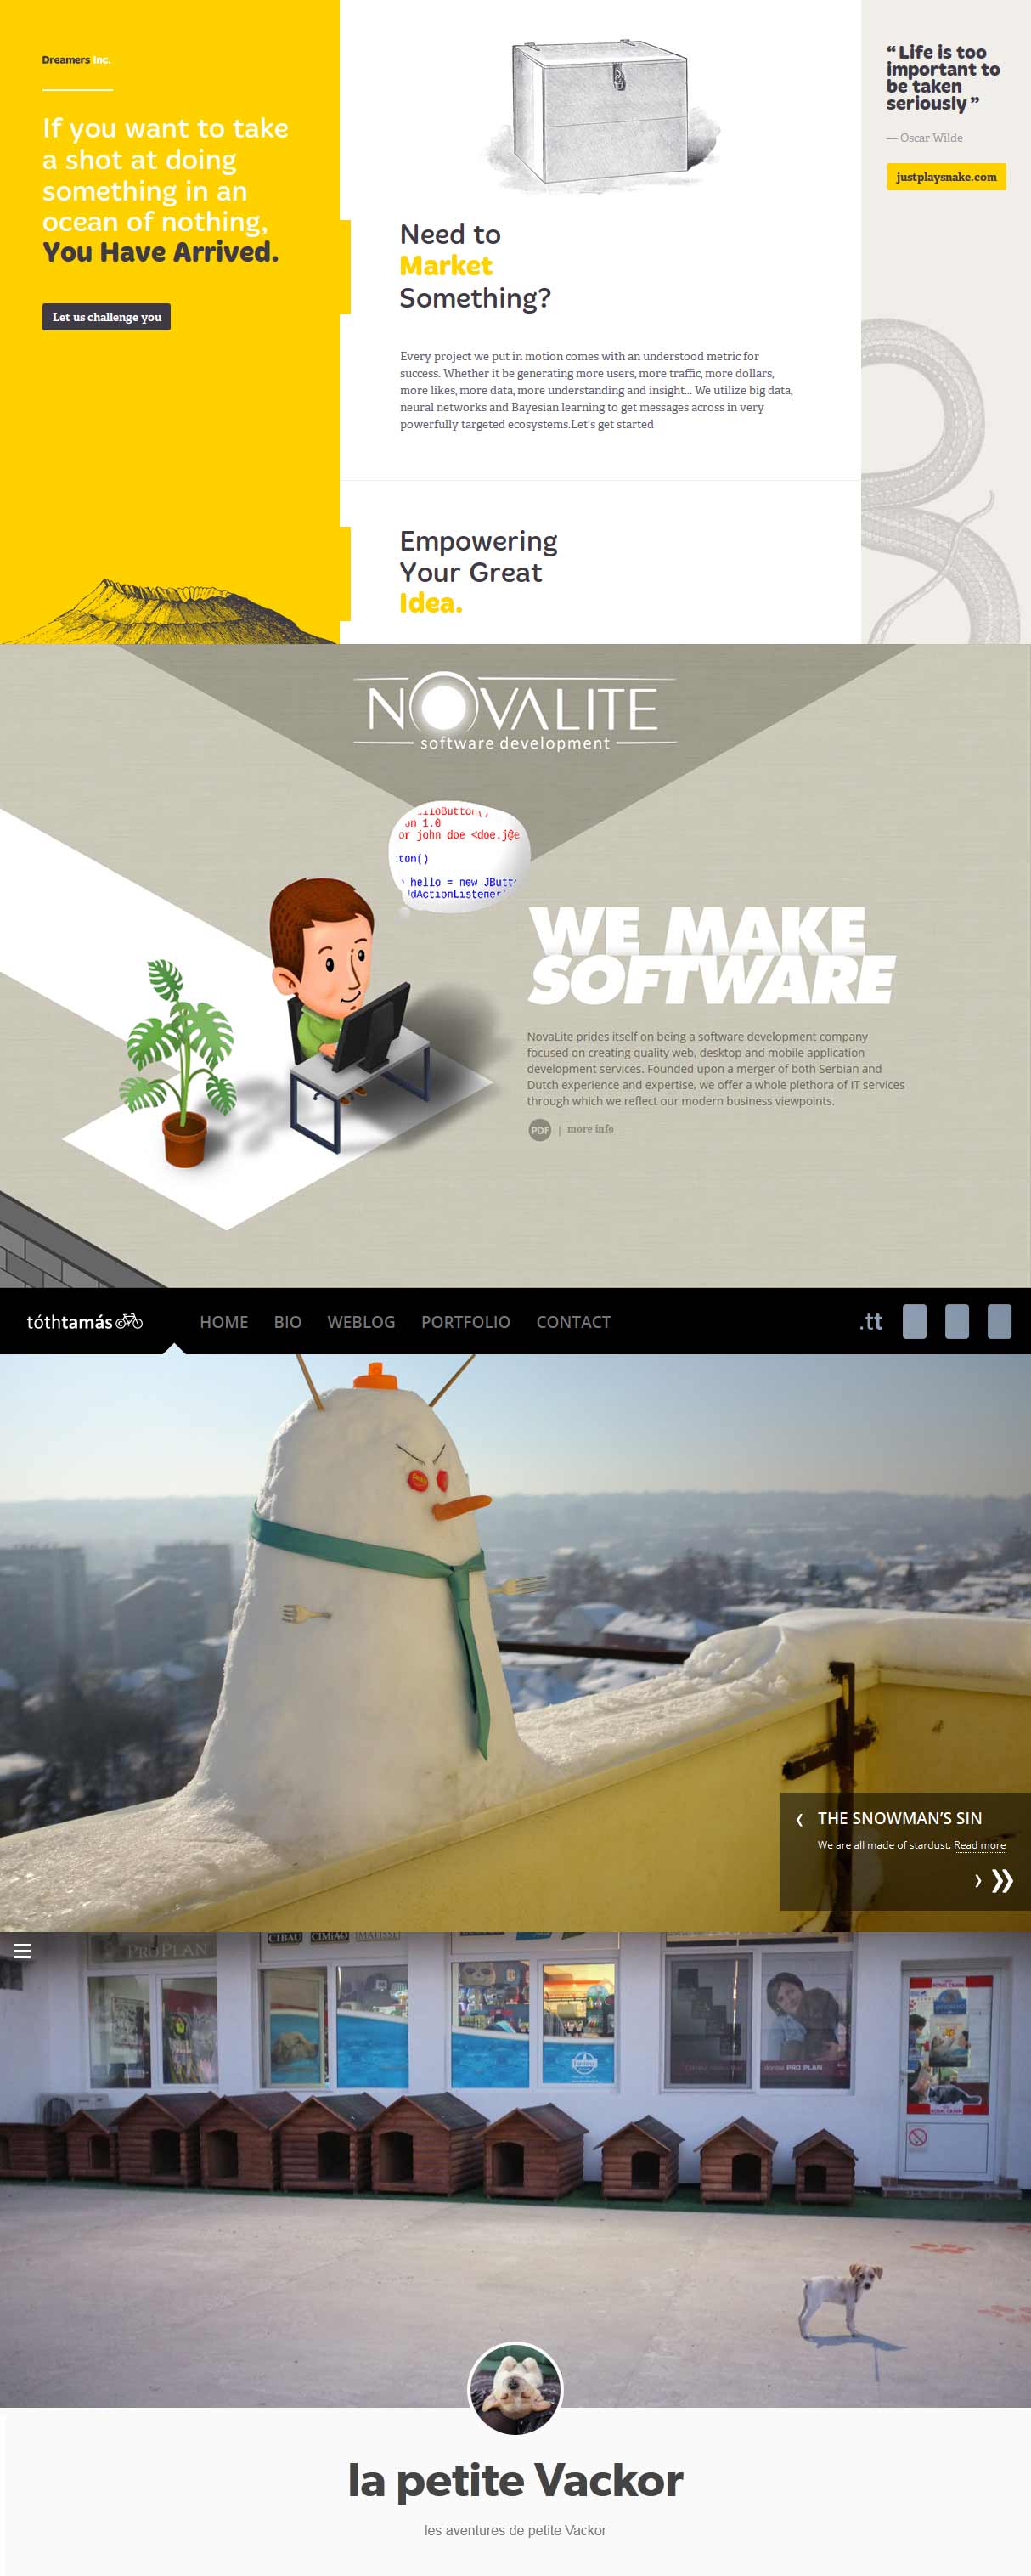 Dreamers Inc.
If you want to take
a shot at doing
something in an
ocean of nothing,
You Have Arrived.
Let us challenge you
Need to
Market
Something?
Every project we put in motion comes with an understood metric for
success. Whether it be generating more users, more traffic, more dollars,
more likes, more data, more understanding and insight... We utilize big data,
neural networks and Bayesian learning to get messages across in very
powerfully targeted ecosystems.Let's get started
Empowering
Your Great
Idea.
“ Life is too
important to
be taken
seriously ”
— Oscar Wilde
justplaysnake.com
NOVALITE
software development
lloButton()
on 1.0
or john doe <doe.j@e
ton()
hello = new JButt
dActionListener
WE MAKE
SOFTWARE
NovaLite prides itself on being a software development company
focused on creating quality web, desktop and mobile application
development services. Founded upon a merger of both Serbian and
Dutch experience and expertise, we offer a whole plethora of IT services
through which we reflect our modern business viewpoints.
PDF | more info
tóthtamás
HOME BIO WEBLOG PORTFOLIO CONTACT
.tt
THE SNOWMAN’S SIN
We are all made of stardust. Read more
PRO PLAN
CIBAU CIMIAO MATISSE
PRO PLAN
ROYAL CANIN
la petite Vackor
les aventures de petite Vackor